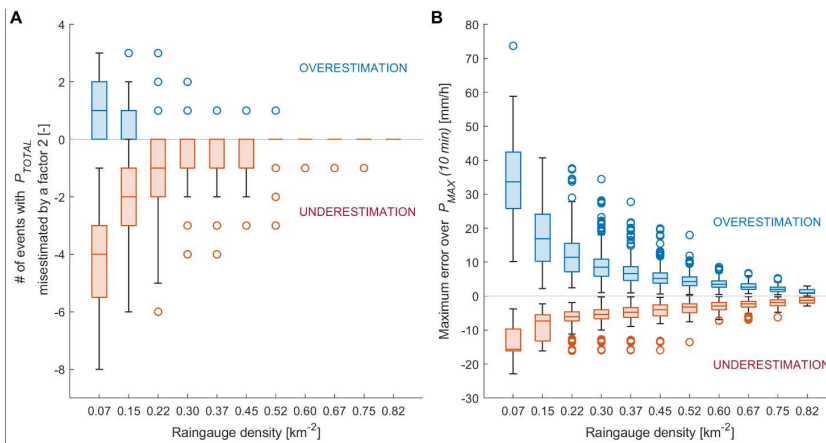 A
# of events with P_TOTAL
misestimated by a factor 2 [-]
4
2
0
-2
-4
-6
-8
OVERESTIMATION
UNDERESTIMATION
0.07 0.15 0.22 0.30 0.37 0.45 0.52 0.60 0.67 0.75 0.82
Raingauge density [km-2]
B
Maximum error over P_MAX (10 min) [mm/h]
80
70
60
50
40
30
20
10
0
-10
-20
-30
OVERESTIMATION
UNDERESTIMATION
0.07 0.15 0.22 0.30 0.37 0.45 0.52 0.60 0.67 0.75 0.82
Raingauge density [km-2]